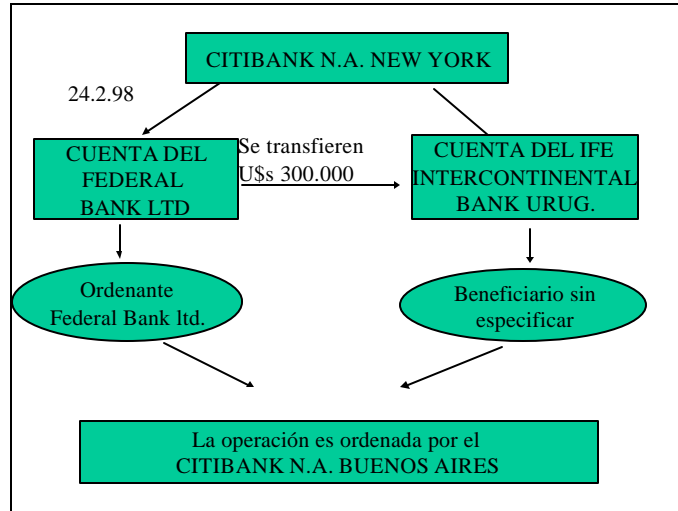 CITIBANK N.A. NEW YORK
24.2.98
CUENTA DEL
FEDERAL
BANK LTD
Se transfieren
U$s 300.000
CUENTA DEL IFE
INTERCONTINENTAL
BANK URUG.
Ordenante
Federal Bank ltd.
Beneficiario sin
especificar
La operación es ordenada por el
CITIBANK N.A. BUENOS AIRES